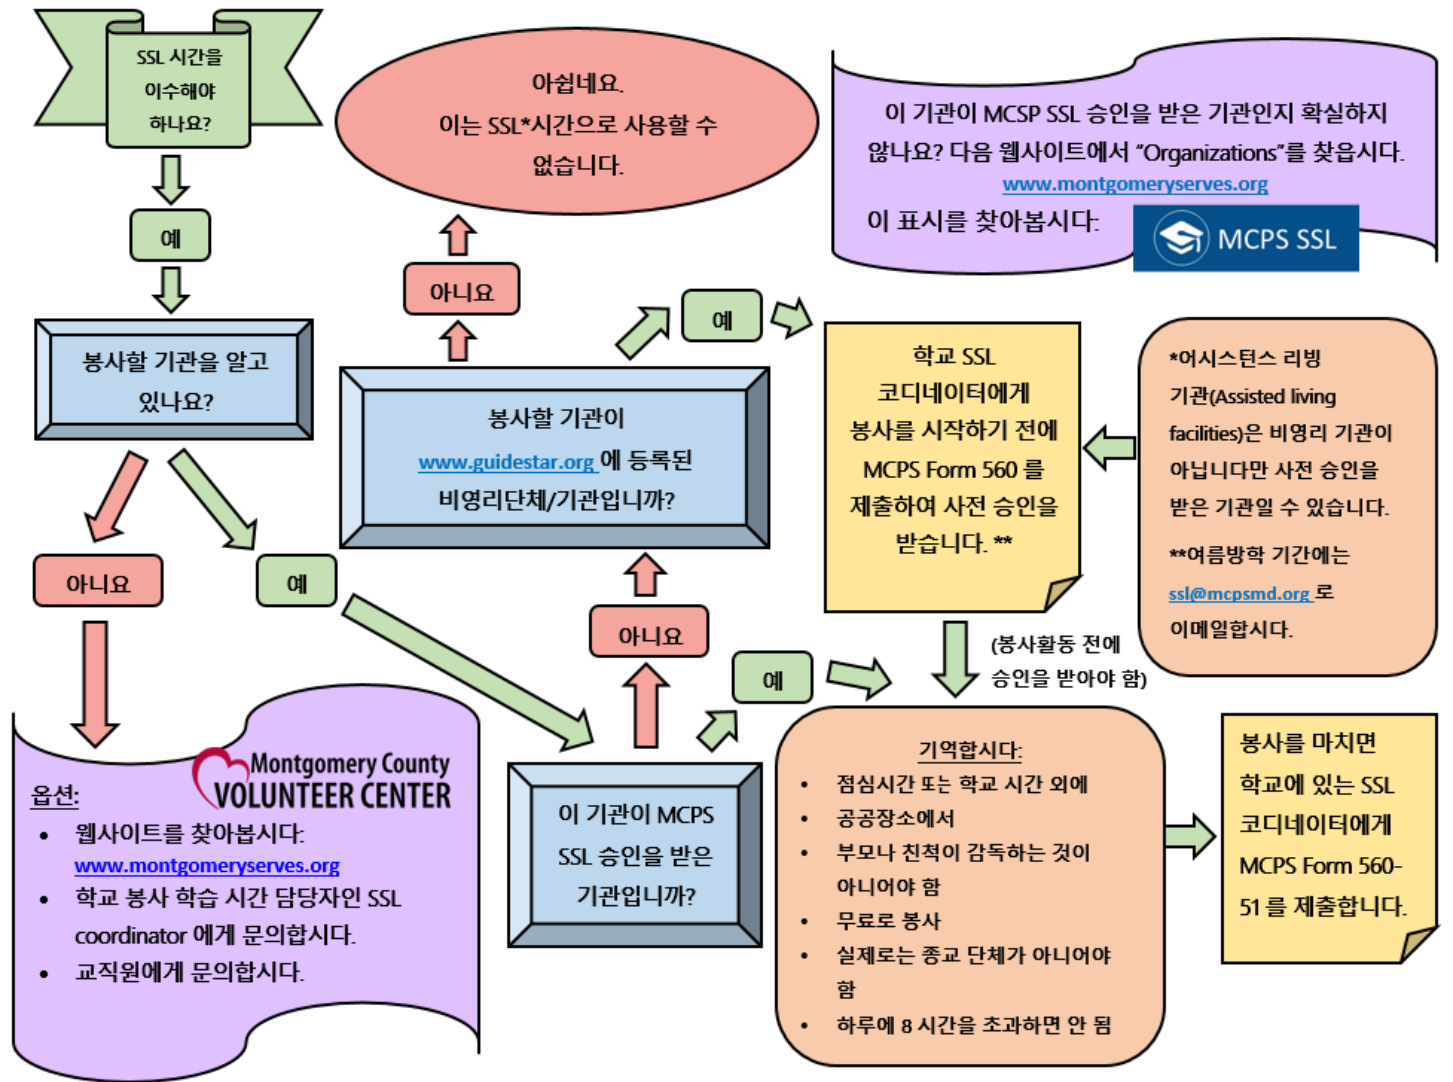 SSL 시간을
이수해야
하나요?
예
봉사할 기관을 알고
있나요?
아니요
예
옵션:
Montgomery County
VOLUNTEER CENTER
• 웹사이트를 찾아봅시다:
www.montgomeryserves.org
• 학교 봉사 학습 시간 담당자인 SSL
coordinator 에게 문의합시다.
• 교직원에게 문의합시다.
이 기관이 MCPS
SSL 승인을 받은
기관입니까?
아니요
예
봉사할 기관이
www.guidestar.org 에 등록된
비영리단체/기관입니까?
아니요
예
아쉽네요.
이는 SSL*시간으로 사용할 수
없습니다.
이 기관이 MCSP SSL 승인을 받은 기관인지 확실하지
않나요? 다음 웹사이트에서 “Organizations”를 찾읍시다.
www.montgomeryserves.org
이 표시를 찾아봅시다:
MCPS SSL
학교 SSL
코디네이터에게
봉사를 시작하기 전에
MCPS Form 560 를
제출하여 사전 승인을
받습니다. **
*어시스턴스 리빙
기관(Assisted living
facilities)은 비영리 기관이
아닙니다만 사전 승인을
받은 기관일 수 있습니다.
**여름방학 기간에는
ssl@mcpsmd.org 로
이메일합시다.
(봉사활동 전에
승인을 받아야 함)
기억합시다:
• 점심시간 또는 학교 시간 외에
• 공공장소에서
• 부모나 친척이 감독하는 것이
아니어야 함
• 무료로 봉사
• 실제로는 종교 단체가 아니어야
함
• 하루에 8 시간을 초과하면 안 됨
봉사를 마치면
학교에 있는 SSL
코디네이터에게
MCPS Form 560-
51 를 제출합니다.